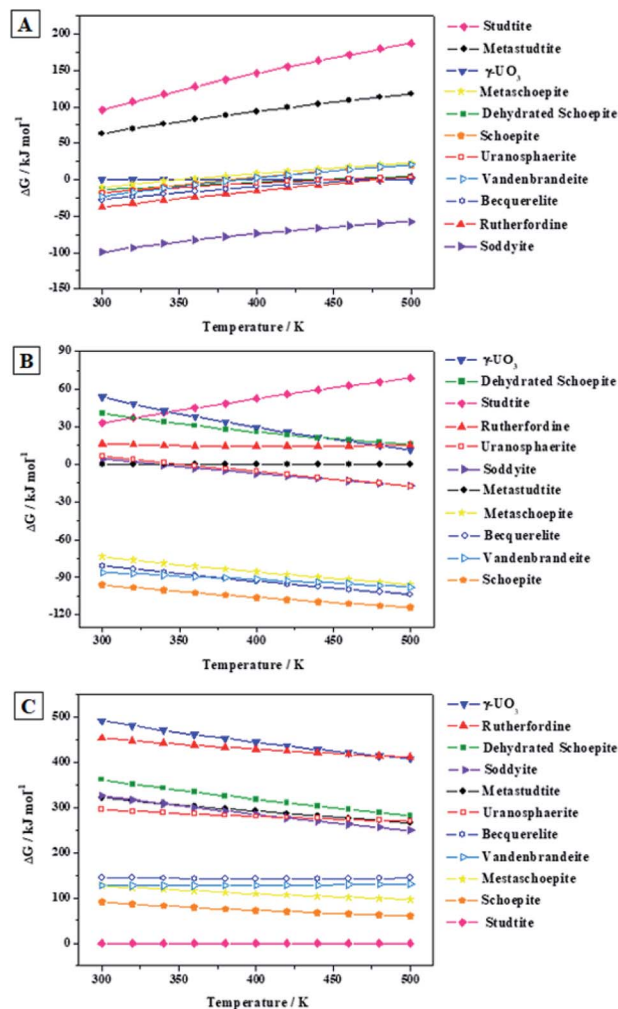 A
ΔG / kJ mol⁻¹
200
150
100
50
0
-50
-100
-150
300
350
400
450
500
Temperature / K
Studtite
Metastudtite
γ-UO₃
Metaschoepite
Dehydrated Schoepite
Schoepite
Uranosphaerite
Vandenbrandeite
Becquerelite
Rutherfordine
Soddyite
B
ΔG / kJ mol⁻¹
90
60
30
0
-30
-60
-90
-120
300
350
400
450
500
Temperature / K
γ-UO₃
Dehydrated Schoepite
Studtite
Rutherfordine
Uranosphaerite
Soddyite
Metastudtite
Metaschoepite
Becquerelite
Vandenbrandeite
Schoepite
C
ΔG / kJ mol⁻¹
500
400
300
200
100
0
300
350
400
450
500
Temperature / K
γ-UO₃
Rutherfordine
Dehydrated Schoepite
Soddyite
Metastudtite
Uranosphaerite
Becquerelite
Vandenbrandeite
Mestaschoepite
Schoepite
Studtite